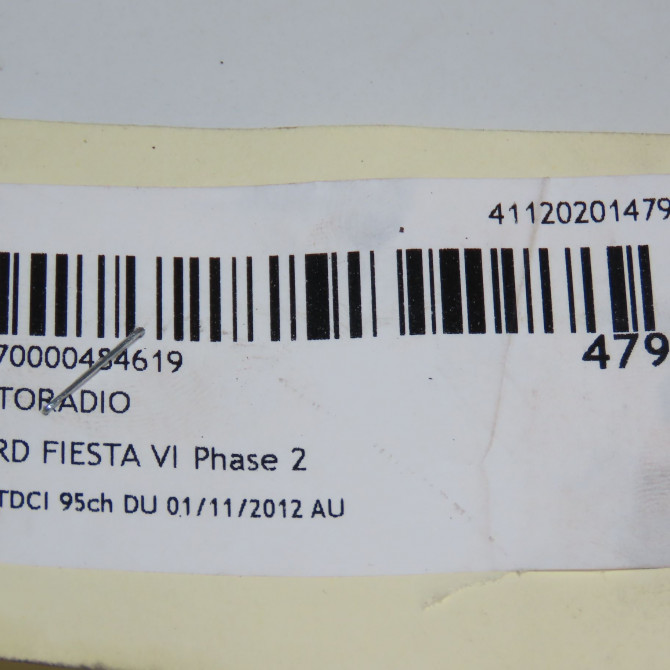 41120201479
70000484619
479
TORADIO
RD FIESTA VI Phase 2
TDCI 95ch DU 01/11/2012 AU